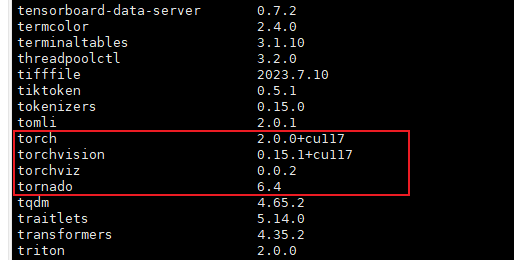 tensorboard-data-server 0.7.2
termcolor 2.4.0
terminaltables 3.1.10
threadpoolctl 3.2.0
tifffile 2023.7.10
tiktoken 0.5.1
tokenizers 0.15.0
tomli 2.0.1
torch 2.0.0+cu117
torchvision 0.15.1+cu117
torchviz 0.0.2
tornado 6.4
tqdm 4.65.2
traitlets 5.14.0
transformers 4.35.2
triton 2.0.0